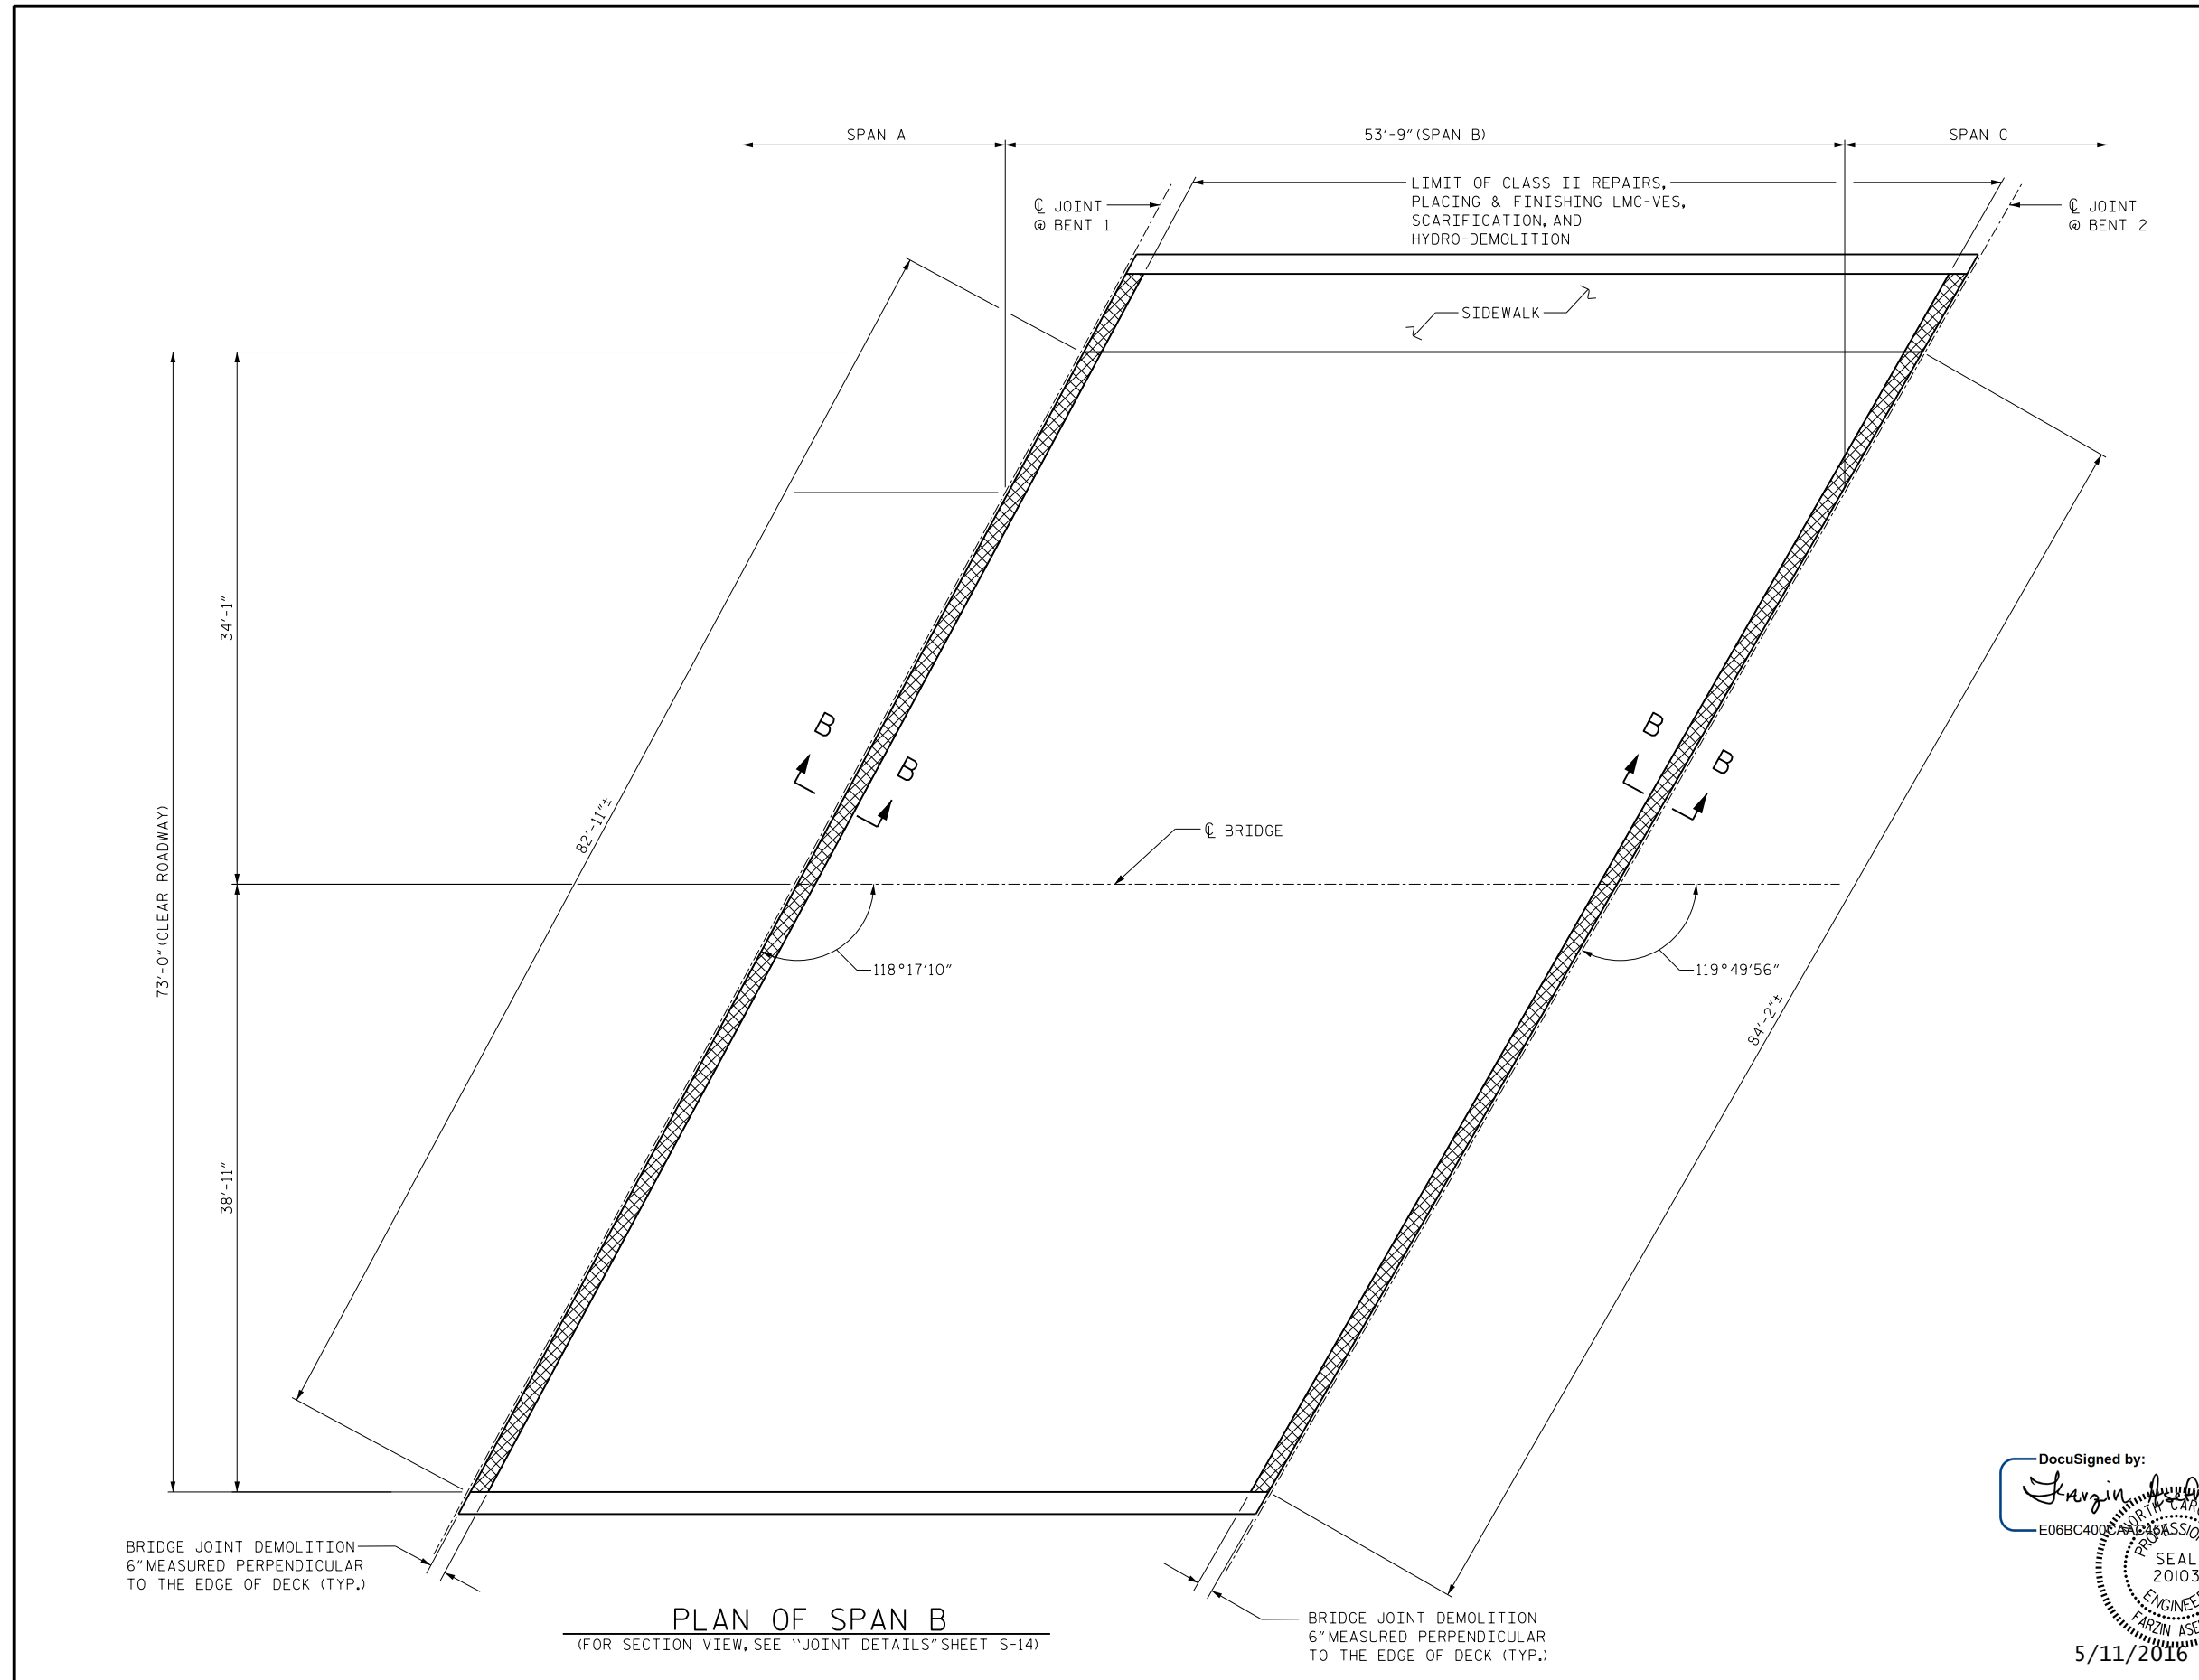 SPAN A
53'-9" (SPAN B)
SPAN C
LIMIT OF CLASS II REPAIRS,
PLACING & FINISHING LMC-VES,
SCARIFICATION, AND
HYDRO-DEMOLITION
℄ JOINT
@ BENT 1
℄ JOINT
@ BENT 2
SIDEWALK
34'-1"
B
B
B
B
82'-11"±
73'-0" (CLEAR ROADWAY)
℄ BRIDGE
118°17'10"
119°49'56"
84'-2"±
38'-11"
BRIDGE JOINT DEMOLITION
6" MEASURED PERPENDICULAR
TO THE EDGE OF DECK (TYP.)
BRIDGE JOINT DEMOLITION
6" MEASURED PERPENDICULAR
TO THE EDGE OF DECK (TYP.)
PLAN OF SPAN B
(FOR SECTION VIEW, SEE "JOINT DETAILS" SHEET S-14)
DocuSigned by:
Farzin
SEAL
20103
FARZIN
5/11/2016